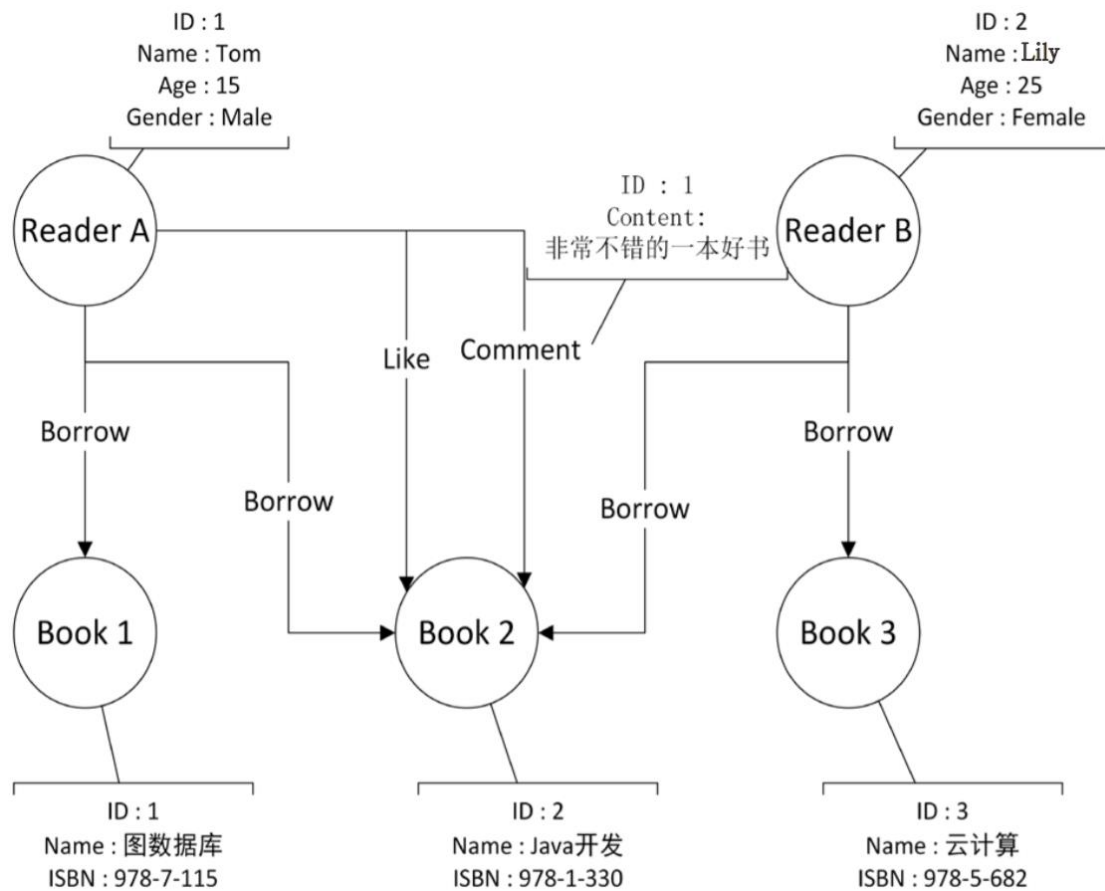 ID : 1
Name : Tom
Age : 15
Gender : Male
ID : 2
Name : Lily
Age : 25
Gender : Female
ID : 1
Content:
非常不错的一本好书
Reader A
Reader B
Like
Comment
Borrow
Borrow
Borrow
Borrow
Book 1
Book 2
Book 3
ID : 1
Name : 图数据库
ISBN : 978-7-115
ID : 2
Name : Java开发
ISBN : 978-1-330
ID : 3
Name : 云计算
ISBN : 978-5-682